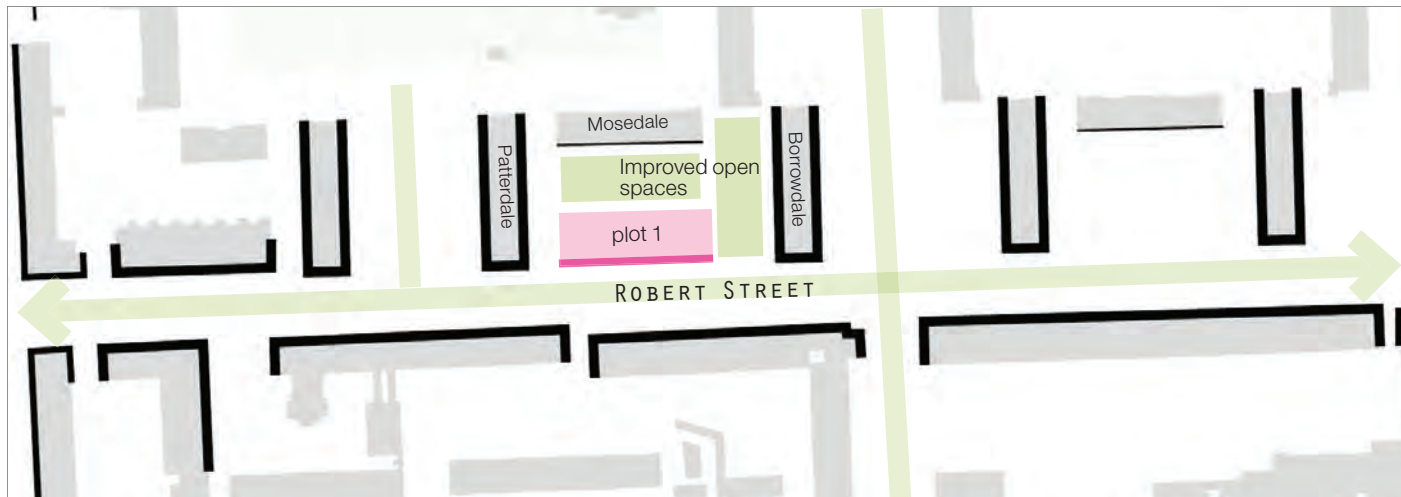 Mosedale
Patterdale
Borrowdale
Improved open
spaces
plot 1
ROBERT STREET